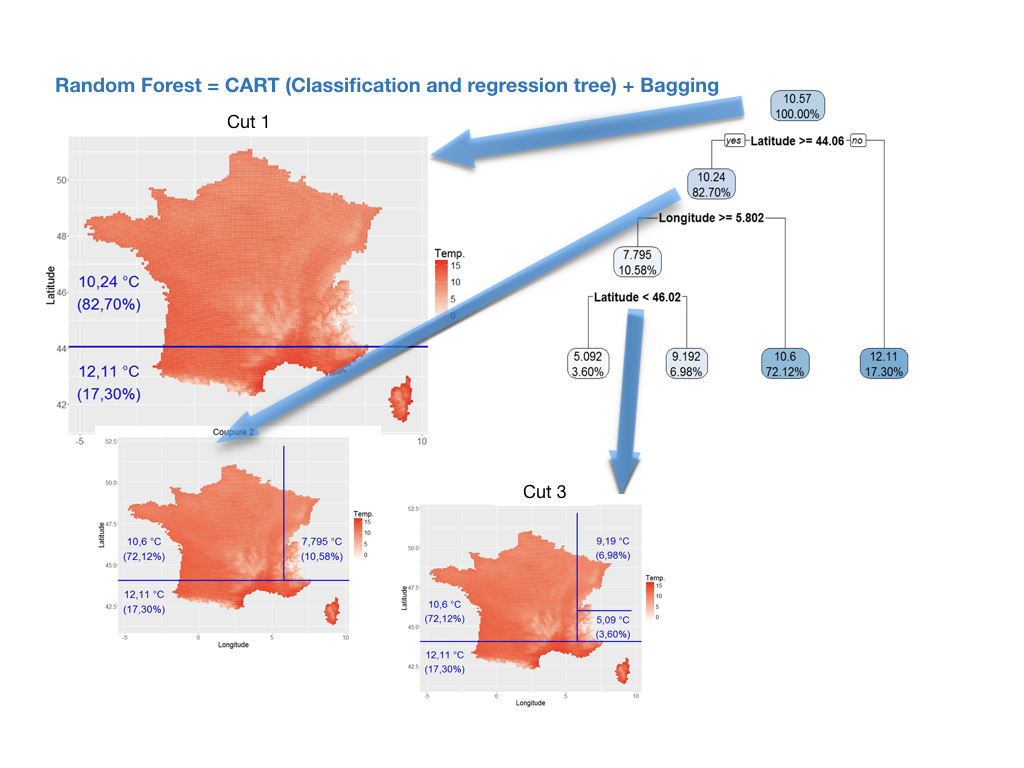 Random Forest = CART (Classification and regression tree) + Bagging
Cut 1
10.57
100.00%
yes Latitude >= 44.06 no
10.24
82.70%
Longitude >= 5.802
7.795
10.58%
Latitude < 46.02
5.092
3.60%
9.192
6.98%
10.6
72.12%
12.11
17.30%
Latitude
50
48
46
44
42
-5
10
10,24 °C
(82,70%)
12,11 °C
(17,30%)
Temp.
15
10
5
0
Coupure 2
Latitude
52.5
50.0
47.5
45.0
42.5
10,6 °C
(72,12%)
7,795 °C
(10,58%)
12,11 °C
(17,30%)
Temp.
15
10
5
0
-5
0
5
10
Longitude
Cut 3
Latitude
52.5
50.0
47.5
45.0
42.5
9,19 °C
(6,98%)
10,6 °C
(72,12%)
5,09 °C
(3,60%)
12,11 °C
(17,30%)
Temp.
15
10
5
0
-5
0
5
10
Longitude